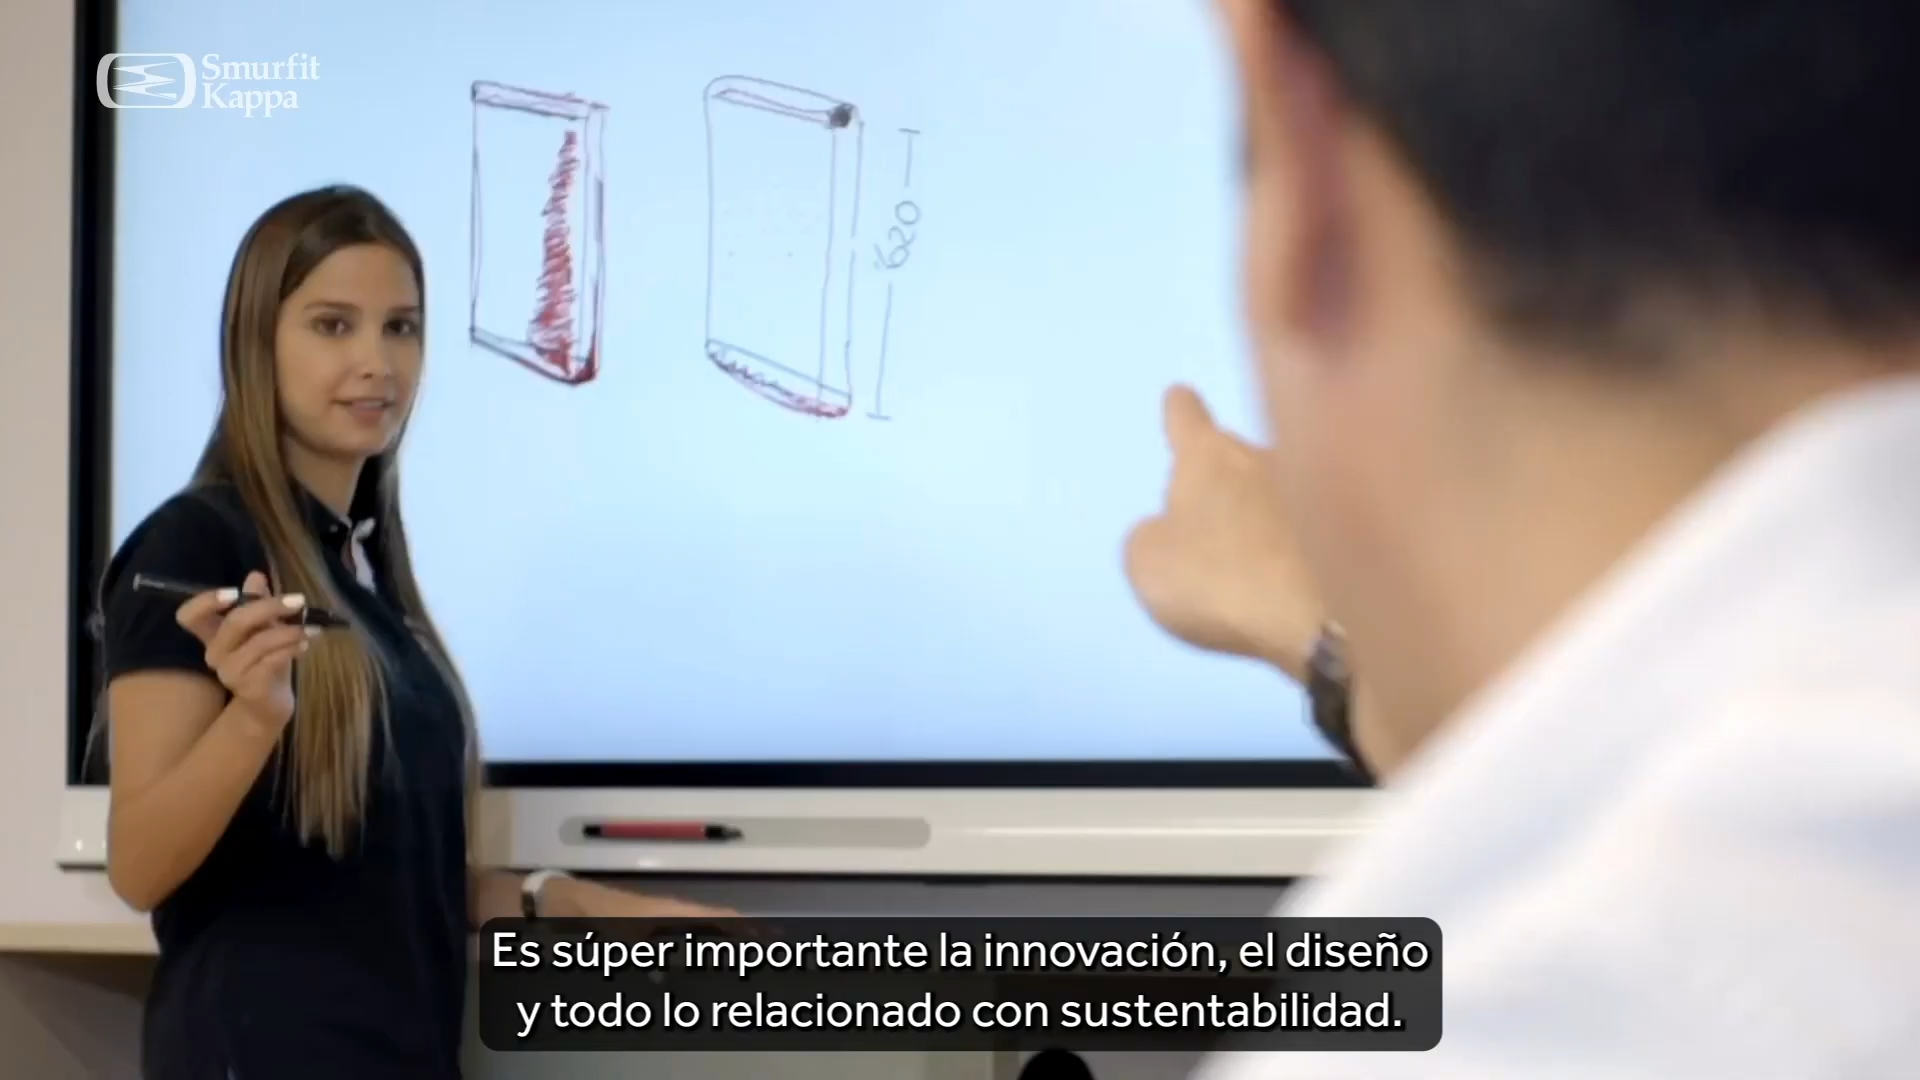 Smurfit
Kappa
620
Es súper importante la innovación, el diseño
y todo lo relacionado con sustentabilidad.